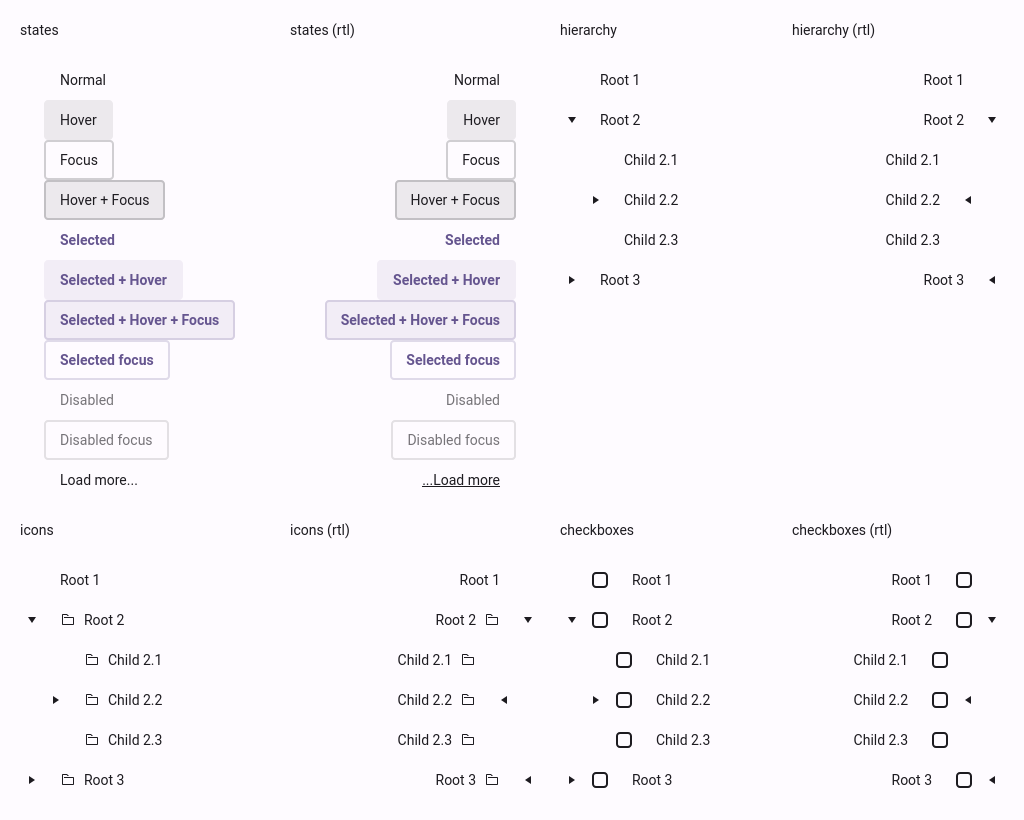 states
Normal
Hover
Focus
Hover + Focus
Selected
Selected + Hover
Selected + Hover + Focus
Selected focus
Disabled
Disabled focus
Load more...
states (rtl)
Normal
Hover
Focus
Hover + Focus
Selected
Selected + Hover
Selected + Hover + Focus
Selected focus
Disabled
Disabled focus
...Load more
hierarchy
Root 1
Root 2
Child 2.1
Child 2.2
Child 2.3
Root 3
hierarchy (rtl)
Root 1
Root 2
Child 2.1
Child 2.2
Child 2.3
Root 3
icons
Root 1
Root 2
Child 2.1
Child 2.2
Child 2.3
Root 3
icons (rtl)
Root 1
Root 2
Child 2.1
Child 2.2
Child 2.3
Root 3
checkboxes
Root 1
Root 2
Child 2.1
Child 2.2
Child 2.3
Root 3
checkboxes (rtl)
Root 1
Root 2
Child 2.1
Child 2.2
Child 2.3
Root 3